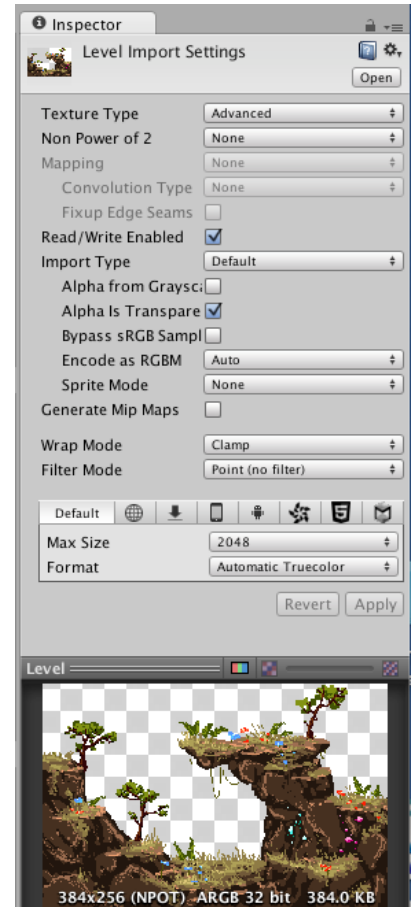 Inspector
Level Import Settings
Open
Texture Type Advanced
Non Power of 2 None
Mapping None
Convolution Type None
Fixup Edge Seams
Read/Write Enabled
Import Type Default
Alpha from Graysca
Alpha Is Transpare
Bypass sRGB Sampl
Encode as RGBM Auto
Sprite Mode None
Generate Mip Maps
Wrap Mode Clamp
Filter Mode Point (no filter)
Default
Max Size 2048
Format Automatic Truecolor
Revert Apply
Level
384x256 (NPOT) ARGB 32 bit 384.0 KB